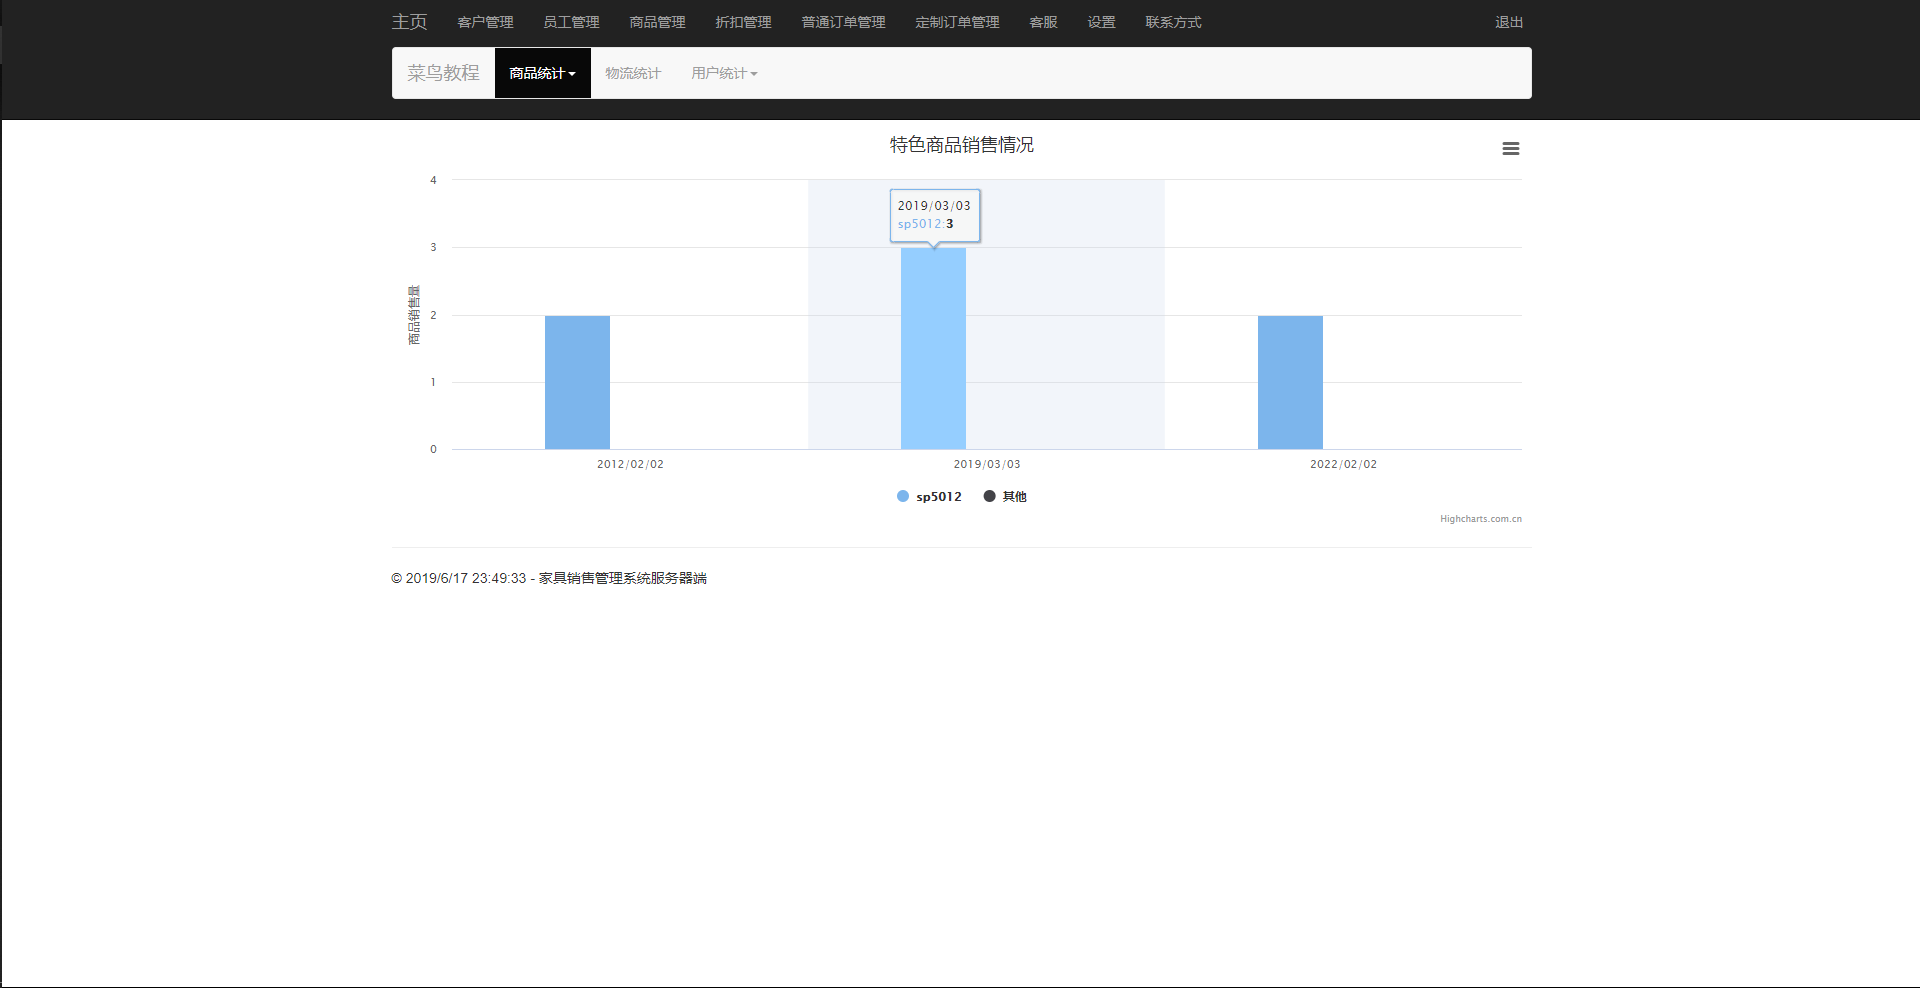 主页 客户管理 员工管理 商品管理 折扣管理 普通订单管理 定制订单管理 客服 设置 联系方式 退出
菜鸟教程 商品统计 物流统计 用户统计
特色商品销售情况
4
2019/03/03
sp5012:3
3
商品销售量
2
1
0
2012/02/02 2019/03/03 2022/02/02
sp5012 其他
Highcharts.com.cn
© 2019/6/17 23:49:33 - 家具销售管理系统服务器端